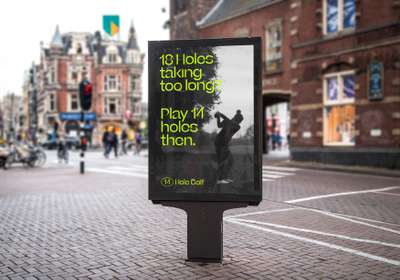 18 Holes
taking
too long?
Play 14
holes
then.
14 Hole Golf